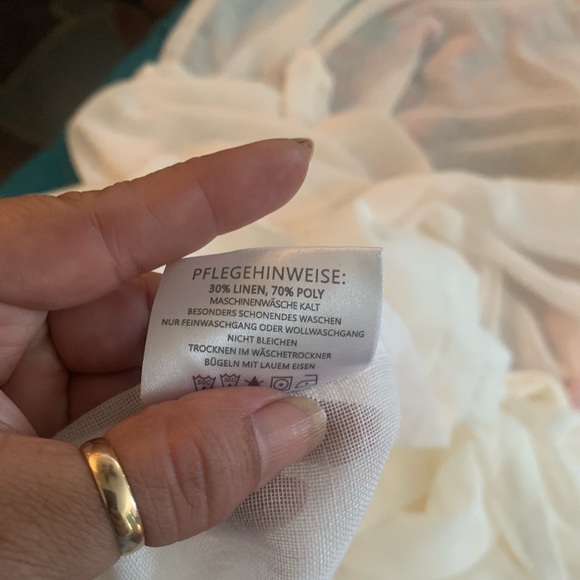 PFLEGEHINWEISE:
30% LINEN, 70% POLY
MASCHINENWÄSCHE KALT
BESONDERS SCHONENDES WASCHEN
NUR FEINWASCHGANG ODER WOLLWASCHGANG
NICHT BLEICHEN
TROCKNEN IM WÄSCHETROCKNER
BÜGELN MIT LAUEM EISEN